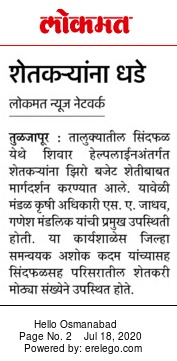 लोकमत
शेतकऱ्यांना धडे
लोकमत न्यूज नेटवर्क
तुळजापूर : तालुक्यातील सिंदफळ
येथे शिवार हेल्पलाईनअंतर्गत
शेतकऱ्यांना झिरो बजेट शेतीबाबत
मार्गदर्शन करण्यात आले. यावेळी
मंडळ कृषी अधिकारी एस. ए. जाधव,
गणेश मंडलिक यांची प्रमुख उपस्थिती
होती. या कार्यशाळेस जिल्हा
समन्वयक अशोक कदम यांच्यासह
सिंदफळसह परिसरातील शेतकरी
मोठ्या संख्येने उपस्थित होते.
Hello Osmanabad
Page No. 2 Jul 18, 2020
Powered by: erelego.com